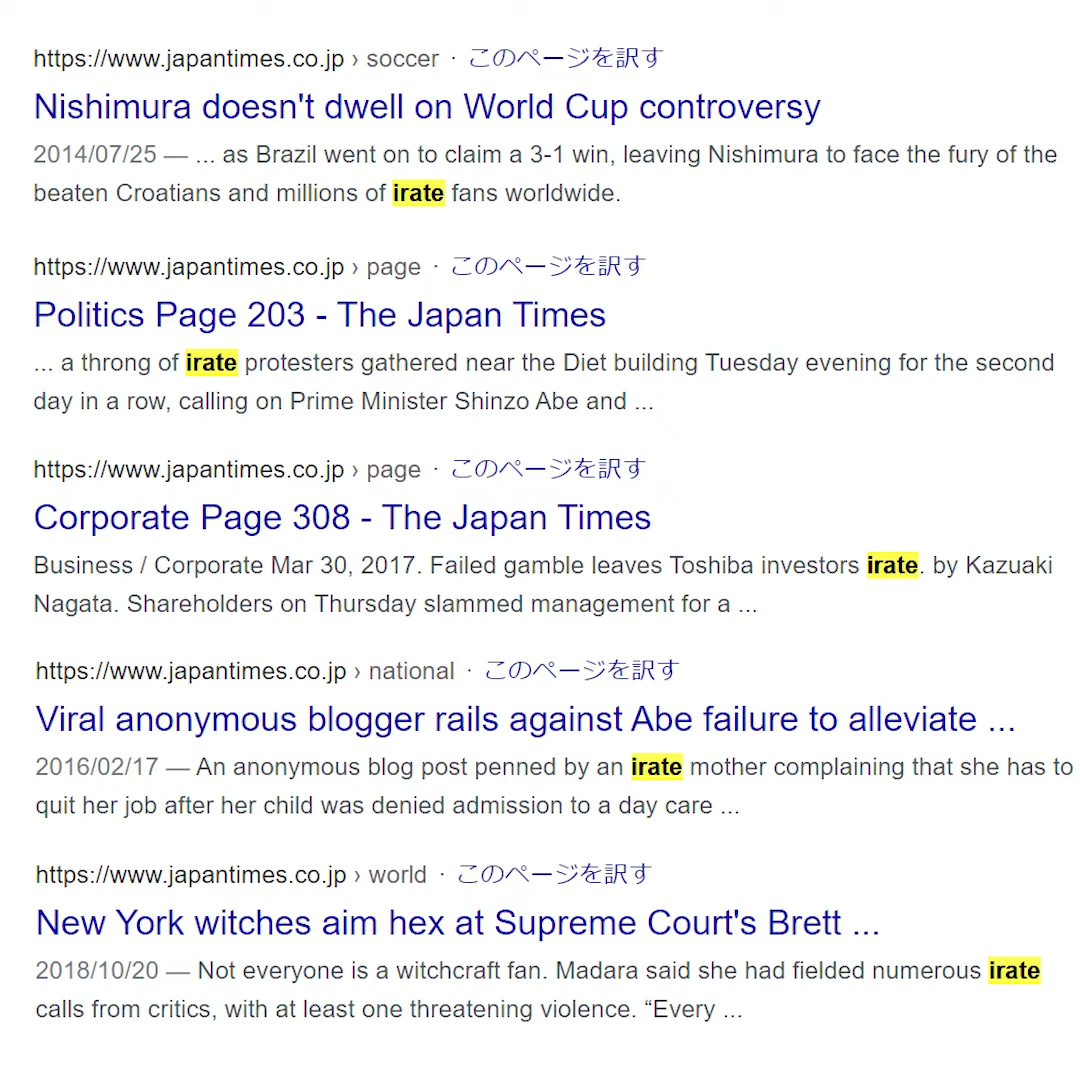 https://www.japantimes.co.jp › soccer · このページを訳す
Nishimura doesn't dwell on World Cup controversy
2014/07/25 — ... as Brazil went on to claim a 3-1 win, leaving Nishimura to face the fury of the
beaten Croatians and millions of irate fans worldwide.
https://www.japantimes.co.jp › page · このページを訳す
Politics Page 203 - The Japan Times
... a throng of irate protesters gathered near the Diet building Tuesday evening for the second
day in a row, calling on Prime Minister Shinzo Abe and ...
https://www.japantimes.co.jp › page · このページを訳す
Corporate Page 308 - The Japan Times
Business / Corporate Mar 30, 2017. Failed gamble leaves Toshiba investors irate. by Kazuaki
Nagata. Shareholders on Thursday slammed management for a ...
https://www.japantimes.co.jp › national · このページを訳す
Viral anonymous blogger rails against Abe failure to alleviate ...
2016/02/17 — An anonymous blog post penned by an irate mother complaining that she has to
quit her job after her child was denied admission to a day care ...
https://www.japantimes.co.jp › world · このページを訳す
New York witches aim hex at Supreme Court's Brett ...
2018/10/20 — Not everyone is a witchcraft fan. Madara said she had fielded numerous irate
calls from critics, with at least one threatening violence. “Every ...